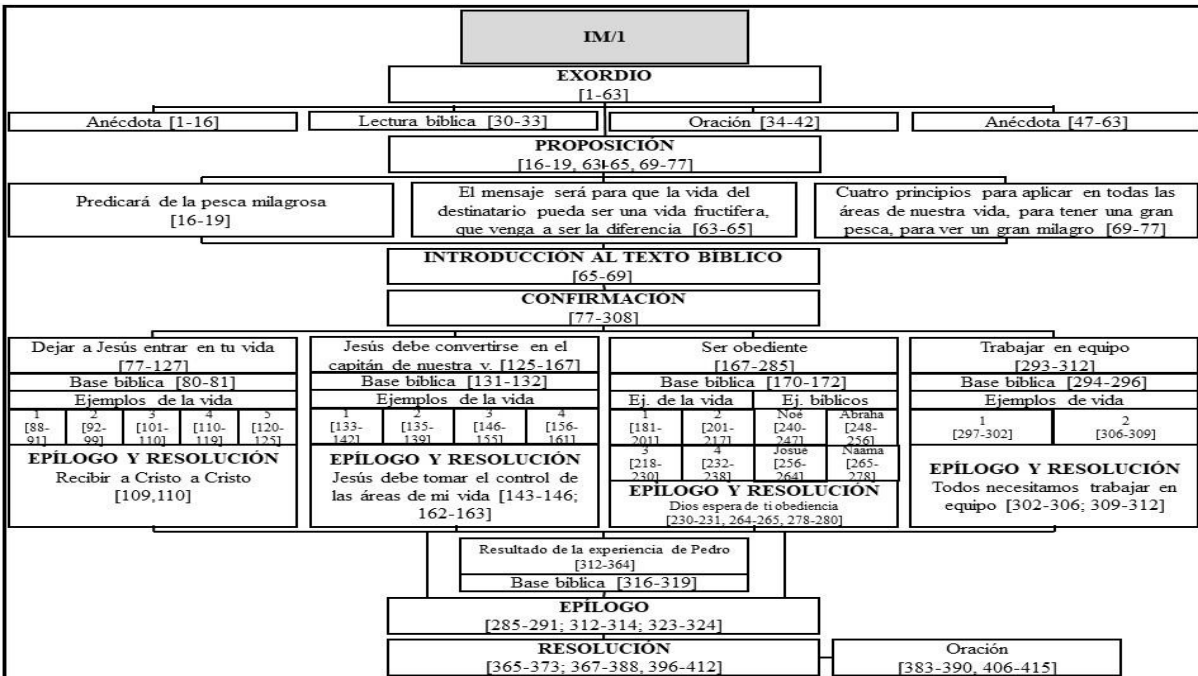 IM/1
EXORDIO
[1-63]
Anécdota [1-16]
Lectura bíblica [30-33]
Oración [34-42]
Anécdota [47-63]
PROPOSICIÓN
[16-19, 63-65, 69-77]
Predicará de la pesca milagrosa
[16-19]
El mensaje será para que la vida del
destinatario pueda ser una vida fructífera,
que venga a ser la diferencia [63-65]
Cuatro principios para aplicar en todas las
áreas de nuestra vida, para tener una gran
pesca, para ver un gran milagro [69-77]
INTRODUCCIÓN AL TEXTO BÍBLICO
[65-69]
CONFIRMACIÓN
[77-308]
Dejar a Jesús entrar en tu vida
[77-127]
Base bíblica [80-81]
Ejemplos de la vida
1
[88-
91]
2
[92-
99]
3
[101-
110]
4
[110-
119]
5
[120-
125]
EPÍLOGO Y RESOLUCIÓN
Recibir a Cristo a Cristo
[109,110]
Jesús debe convertirse en el
capitán de nuestra v. [125-167]
Base bíblica [131-132]
Ejemplos de la vida
1
[133-
142]
2
[135-
139]
3
[146-
155]
4
[156-
161]
EPÍLOGO Y RESOLUCIÓN
Jesús debe tomar el control de
las áreas de mi vida [143-146;
162-163]
Ser obediente
[167-285]
Base bíblica [170-172]
Ej. de la vida
Ej. bíblicos
1
[181-
201]
2
[201-
217]
Noé
[240-
247]
Abraha
[248-
256]
3
[218-
230]
4
[232-
238]
Josué
[256-
264]
Naama
[265-
278]
EPÍLOGO Y RESOLUCIÓN
Dios espera de ti obediencia
[230-231, 264-265, 278-280]
Trabajar en equipo
[293-312]
Base bíblica [294-296]
Ejemplos de vida
1
[297-302]
2
[306-309]
EPÍLOGO Y RESOLUCIÓN
Todos necesitamos trabajar en
equipo [302-306; 309-312]
Resultado de la experiencia de Pedro
[312-364]
Base bíblica [316-319]
EPÍLOGO
[285-291; 312-314; 323-324]
RESOLUCIÓN
[365-373; 367-388, 396-412]
Oración
[383-390, 406-415]